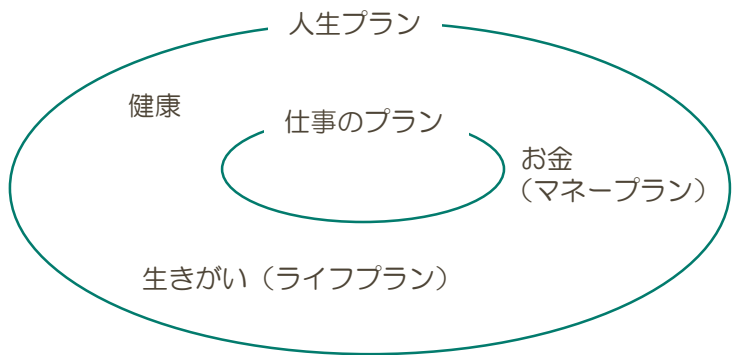 人生プラン
健康
仕事のプラン
お金
（マネープラン）
生きがい（ライフプラン）